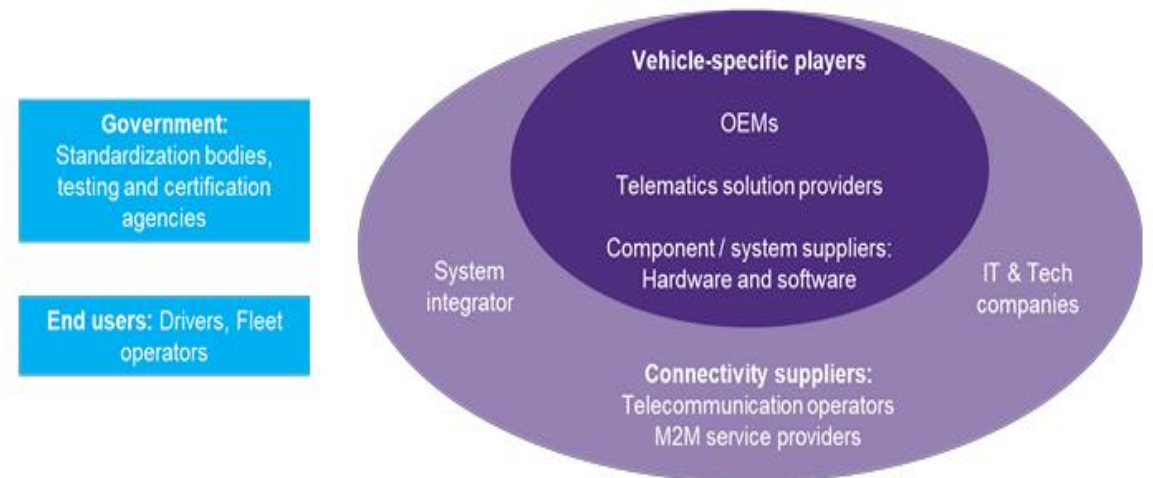 Government:
Standardization bodies,
testing and certification
agencies
End users: Drivers, Fleet
operators
Vehicle-specific players
OEMs
Telematics solution providers
Component / system suppliers:
Hardware and software
System
integrator
IT & Tech
companies
Connectivity suppliers:
Telecommunication operators
M2M service providers